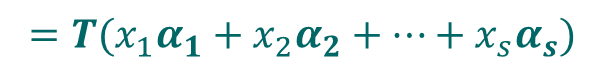 = T(x₁α₁ + x₂α₂ + ⋯ + xₛαₛ)